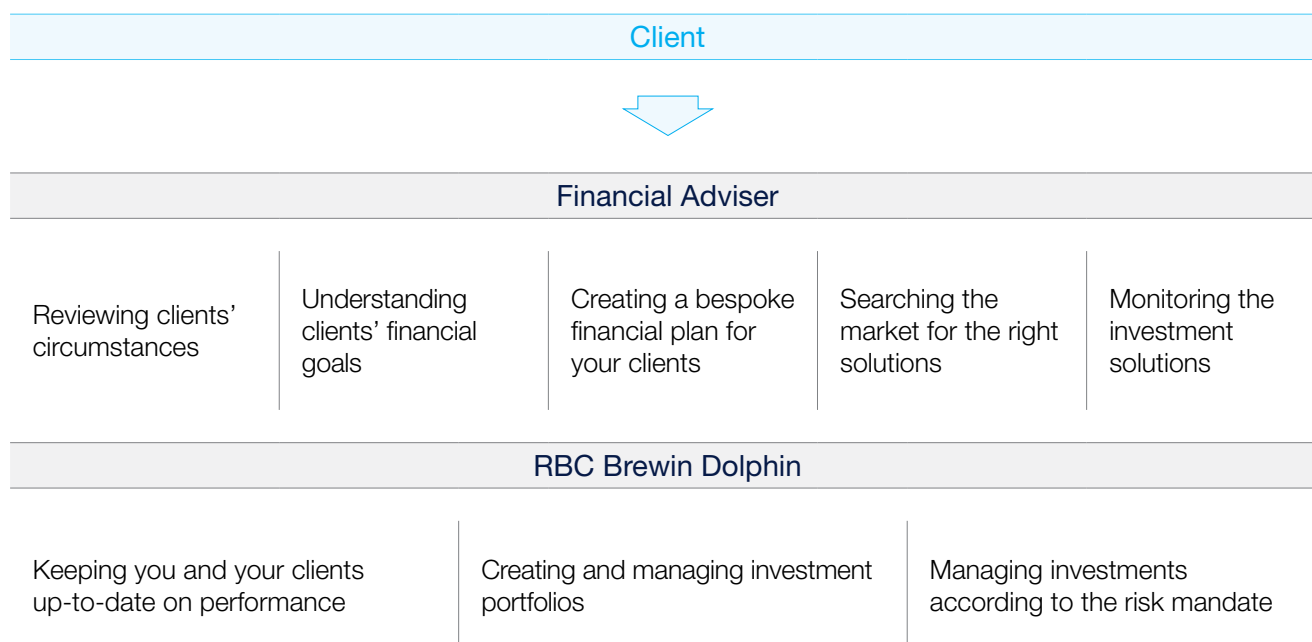 Client
Financial Adviser
Reviewing clients’
circumstances
Understanding
clients’ financial
goals
Creating a bespoke
financial plan for
your clients
Searching the
market for the right
solutions
Monitoring the
investment
solutions
RBC Brewin Dolphin
Keeping you and your clients
up-to-date on performance
Creating and managing investment
portfolios
Managing investments
according to the risk mandate